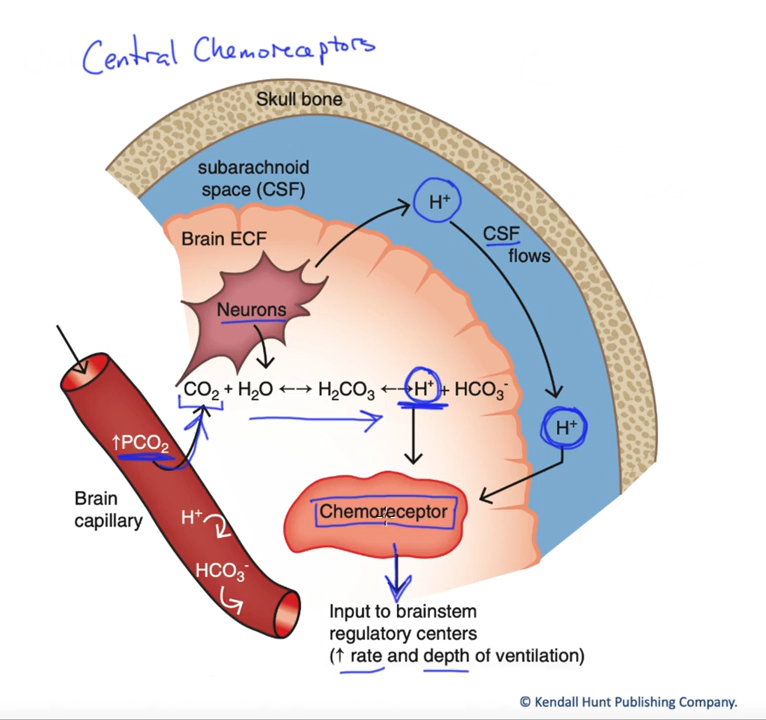 Central Chemoreceptors
Skull bone
subarachnoid
space (CSF)
H⁺
Brain ECF
CSF
flows
Neurons
CO₂ + H₂O ←→ H₂CO₃ ←→ H⁺ + HCO₃⁻
↑PCO₂
H⁺
Brain
capillary
H⁺
Chemoreceptor
HCO₃⁻
Input to brainstem
regulatory centers
(↑ rate and depth of ventilation)
© Kendall Hunt Publishing Company.